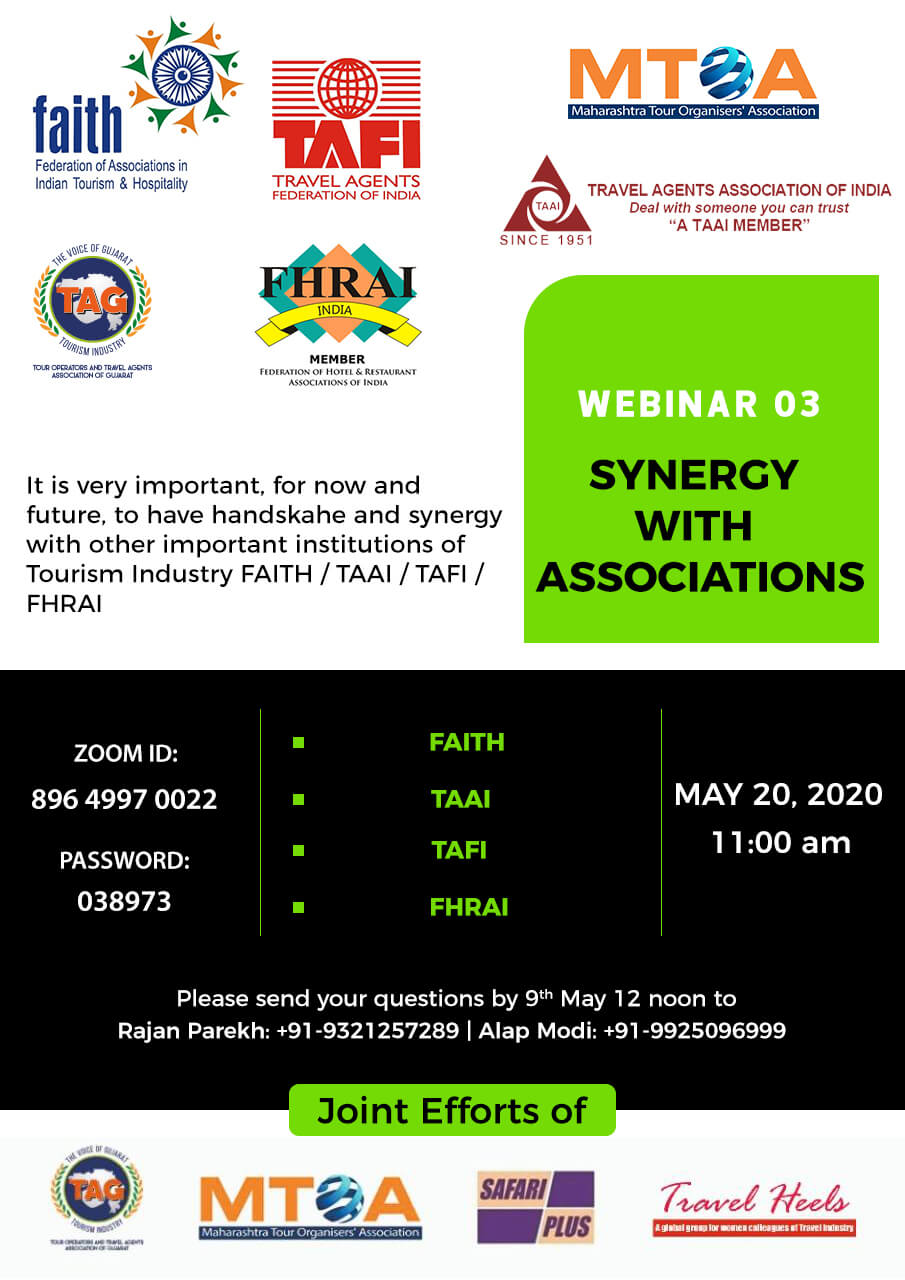 faith
Federation of Associations in
Indian Tourism & Hospitality
TAFI
TRAVEL AGENTS
FEDERATION OF INDIA
MTOA
Maharashtra Tour Organisers' Association
TAAI
SINCE 1951
TRAVEL AGENTS ASSOCIATION OF INDIA
Deal with someone you can trust
“A TAAI MEMBER”
THE VOICE OF GUJARAT
TAG
TOURISM INDUSTRY
TOUR OPERATORS AND TRAVEL AGENTS
ASSOCIATION OF GUJARAT
FHRAI
INDIA
MEMBER
FEDERATION OF HOTEL & RESTAURANT
ASSOCIATIONS OF INDIA
WEBINAR 03
SYNERGY
WITH
ASSOCIATIONS
It is very important, for now and
future, to have handskahe and synergy
with other important institutions of
Tourism Industry FAITH / TAAI / TAFI /
FHRAI
ZOOM ID:
896 4997 0022
PASSWORD:
038973
FAITH
TAAI
TAFI
FHRAI
MAY 20, 2020
11:00 am
Please send your questions by 9th May 12 noon to
Rajan Parekh: +91-9321257289 | Alap Modi: +91-9925096999
Joint Efforts of
THE VOICE OF GUJARAT
TAG
TOURISM INDUSTRY
TOUR OPERATORS AND TRAVEL AGENTS
ASSOCIATION OF GUJARAT
MTOA
Maharashtra Tour Organisers' Association
SAFARI
PLUS
Travel Heels
A global group for women colleagues of Travel Industry